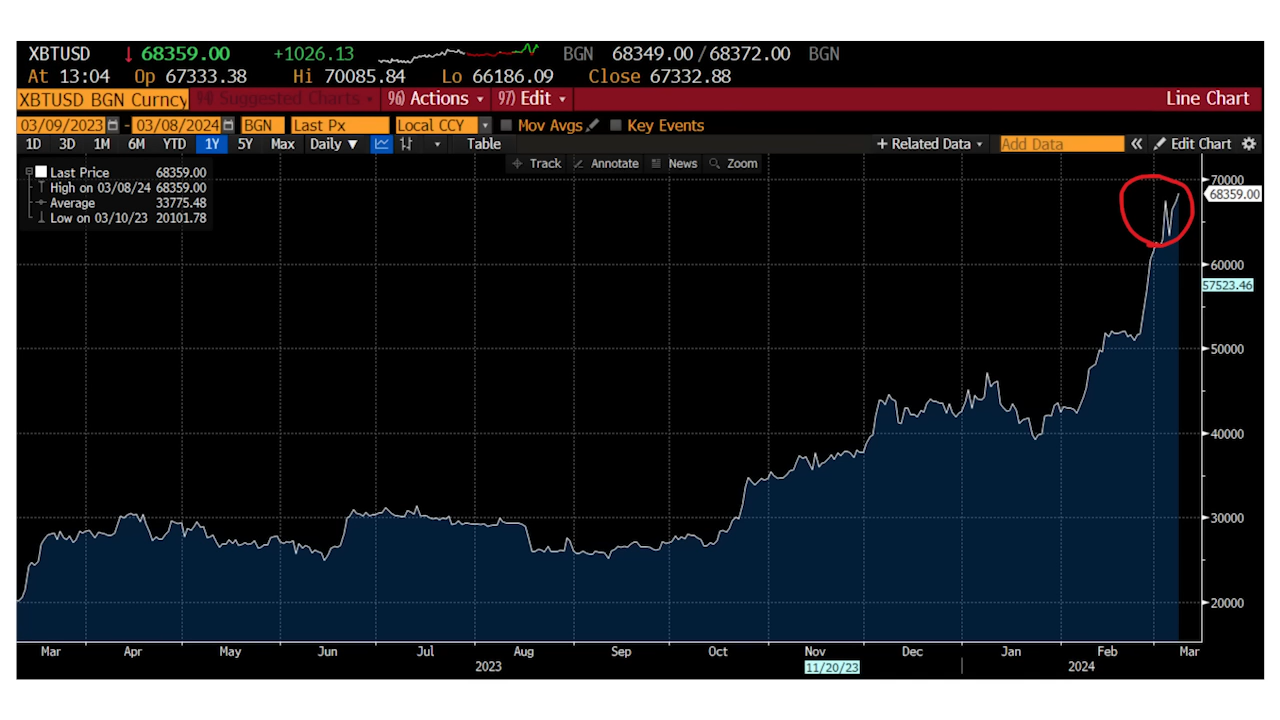 XBTUSD ↓ 68359.00 +1026.13 BGN 68349.00/68372.00 BGN
At 13:04 Op 67333.38 Hi 70085.84 Lo 66186.09 Close 67332.88
XBTUSD BGN Curncy 94) Suggested Charts 96) Actions 97) Edit Line Chart
03/09/2023 - 03/08/2024 BGN Last Px Local CCY Mov Avgs Key Events
1D 3D 1M 6M YTD 1Y 5Y Max Daily ▼ Table + Related Data Add Data « Edit Chart
Track Annotate News Zoom
Last Price 68359.00
High on 03/08/24 68359.00
Average 33775.48
Low on 03/10/23 20101.78
70000
68359.00
60000
57523.46
50000
40000
30000
20000
Mar Apr May Jun Jul Aug Sep Oct Nov Dec Jan Feb Mar
2023 11/20/23 2024